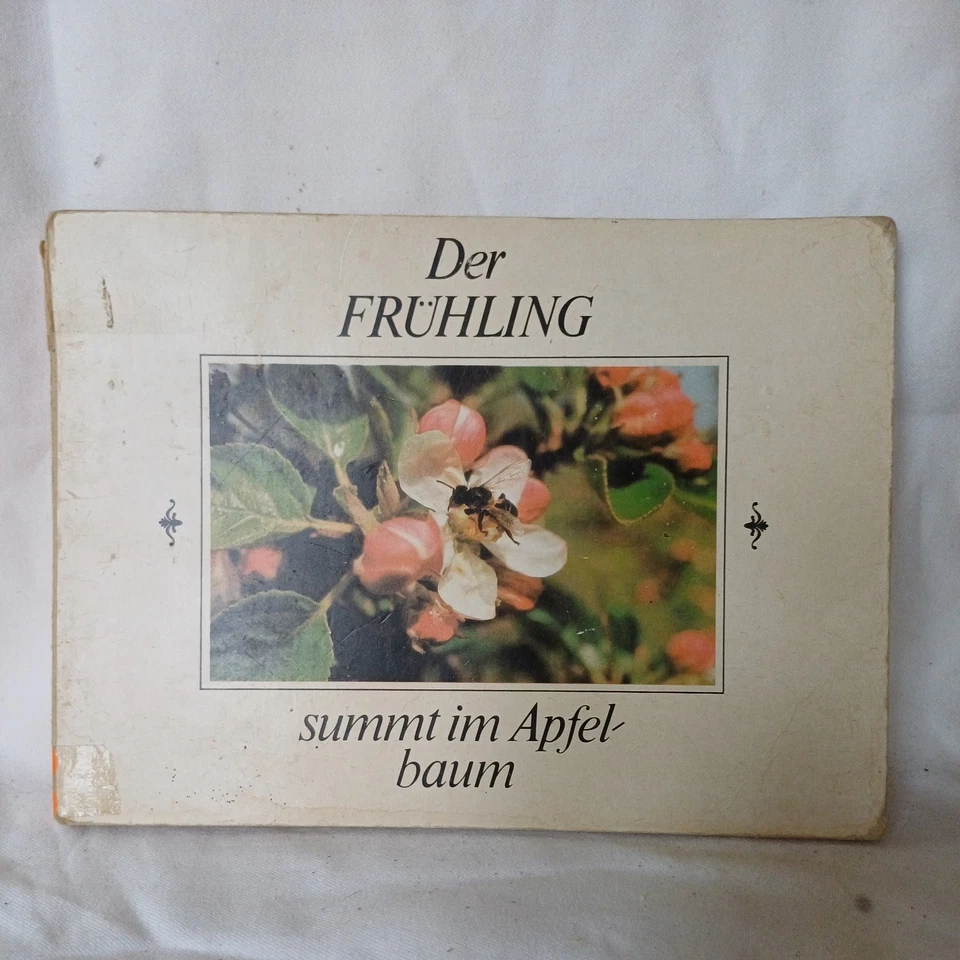 Der
FRÜHLING
summt im Apfel-
baum